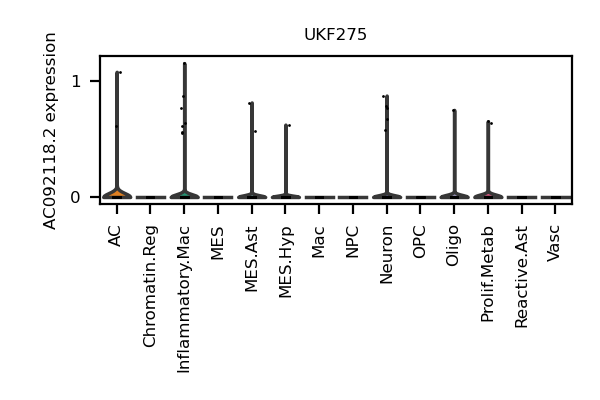 UKF275
AC092118.2 expression
1
0
AC
Chromatin.Reg
Inflammatory.Mac
MES
MES.Ast
MES.Hyp
Mac
NPC
Neuron
OPC
Oligo
Prolif.Metab
Reactive.Ast
Vasc